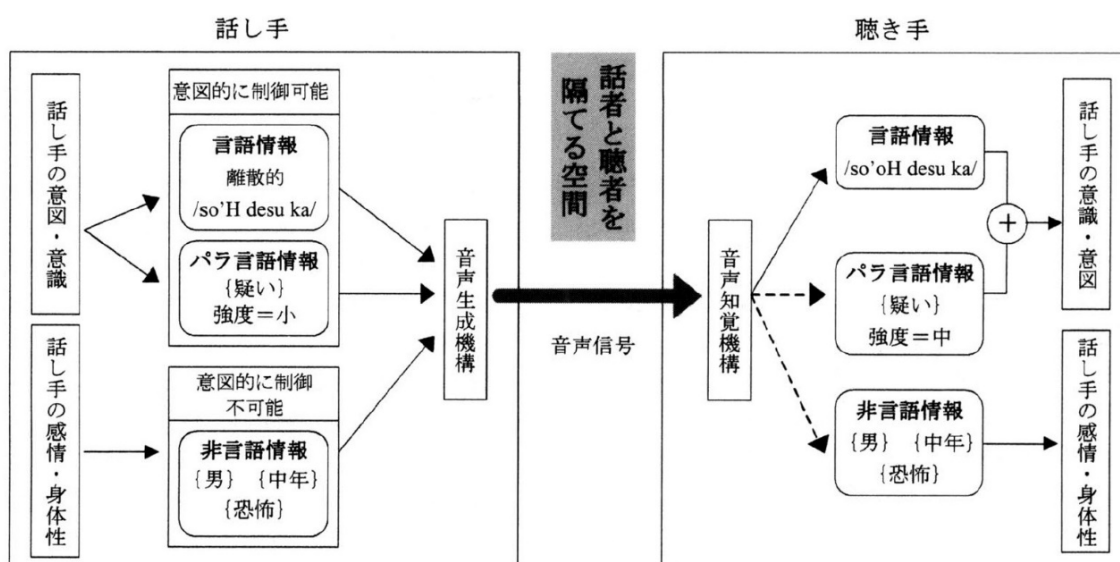 話し手
聴き手
話し手の意図・意識
話し手の感情・身体性
意図的に制御可能
言語情報
離散的
/so’H desu ka/
パラ言語情報
{疑い}
強度＝小
意図的に制御
不可能
非言語情報
{男} {中年}
{恐怖}
音声生成機構
話者と聴者を
隔てる空間
音声信号
音声知覚機構
言語情報
/so’oH desu ka/
パラ言語情報
{疑い}
強度＝中
非言語情報
{男} {中年}
{恐怖}
+
話し手の意識・意図
話し手の感情・身体性